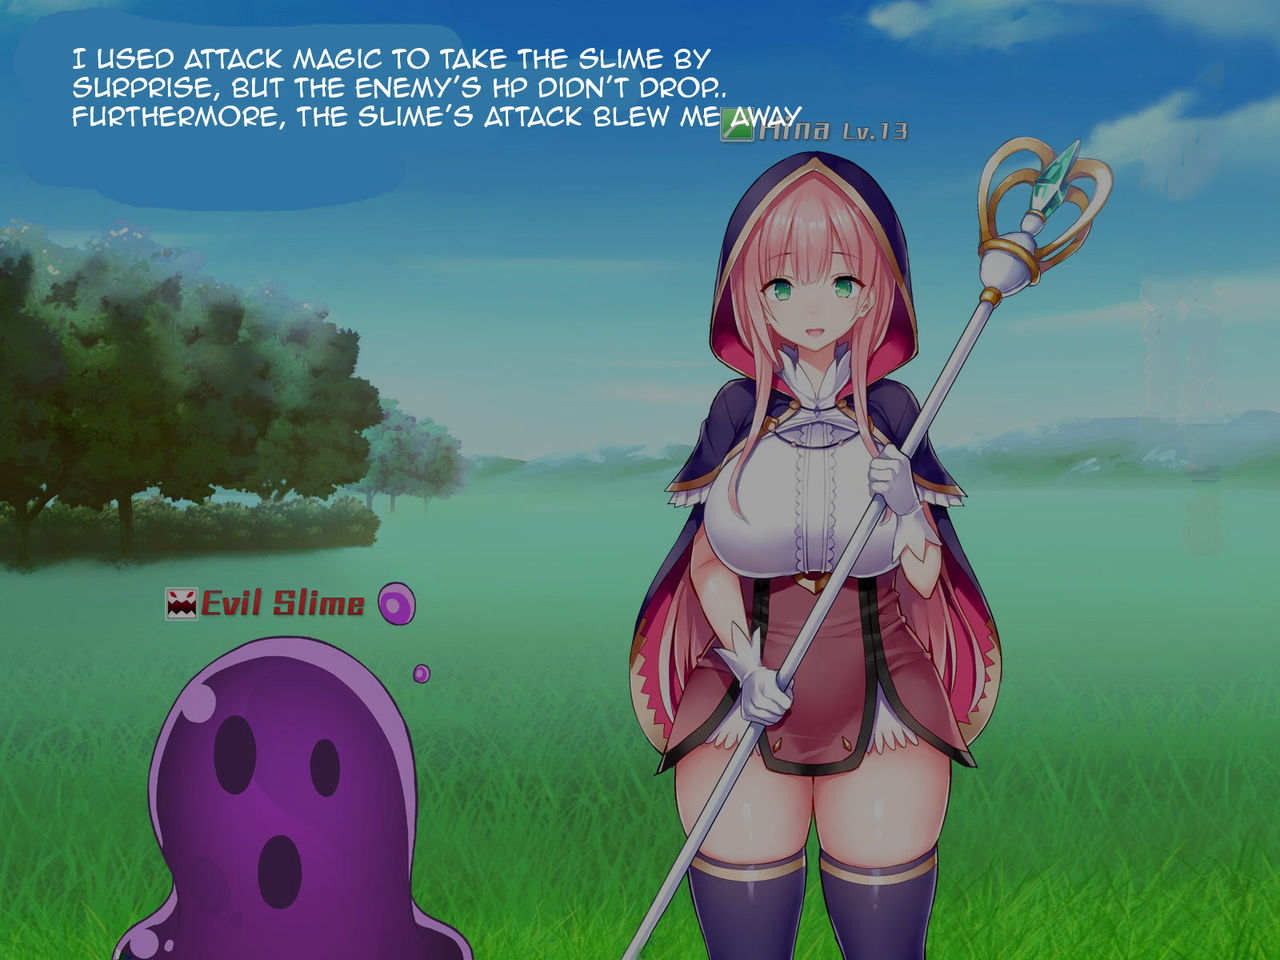 I USED ATTACK MAGIC TO TAKE THE SLIME BY
SURPRISE, BUT THE ENEMY'S HP DIDN'T DROP..
FURTHERMORE, THE SLIME'S ATTACK BLEW ME AWAY
Mina Lv.13
Evil Slime